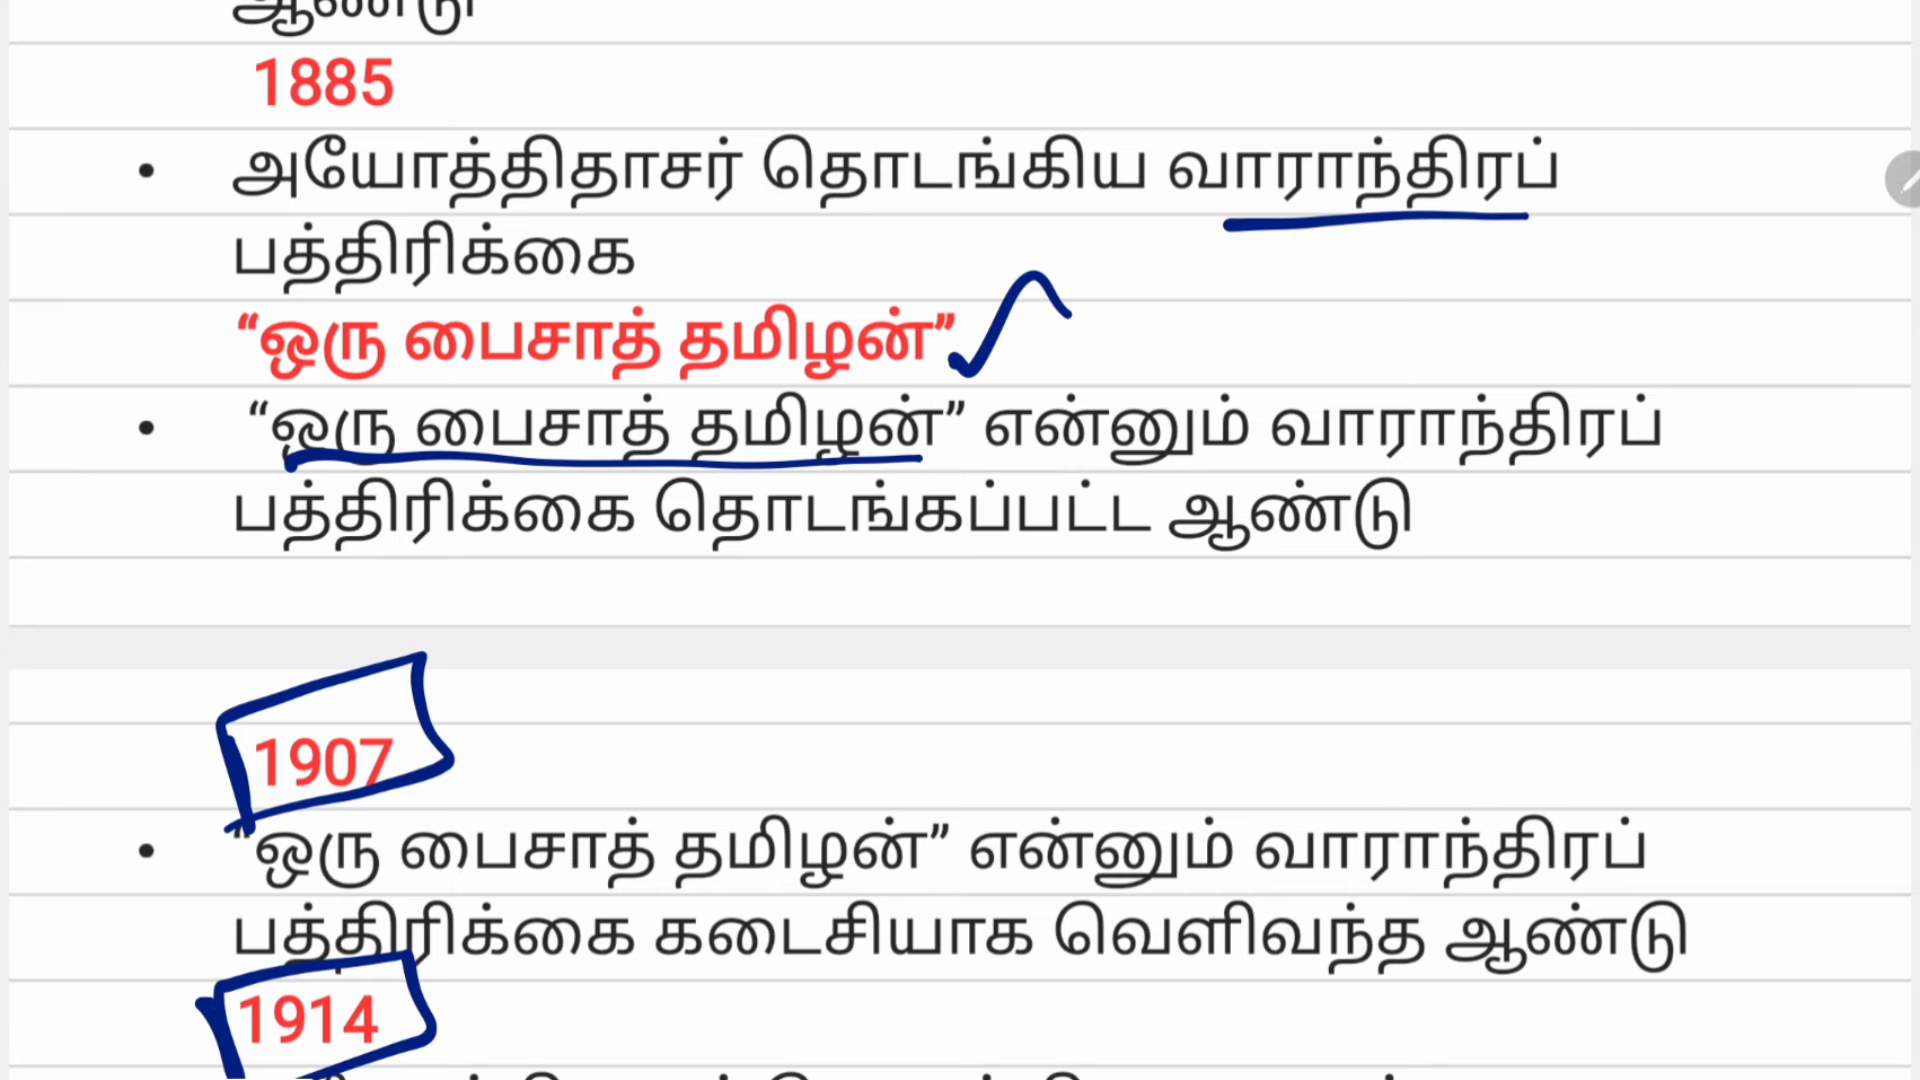 ஆண்டு
1885
• அயோத்திதாசர் தொடங்கிய வாராந்திரப்
பத்திரிக்கை
“ஒரு பைசாத் தமிழன்”
• “ஒரு பைசாத் தமிழன்” என்னும் வாராந்திரப்
பத்திரிக்கை தொடங்கப்பட்ட ஆண்டு
1907
• “ஒரு பைசாத் தமிழன்” என்னும் வாராந்திரப்
பத்திரிக்கை கடைசியாக வெளிவந்த ஆண்டு
1914